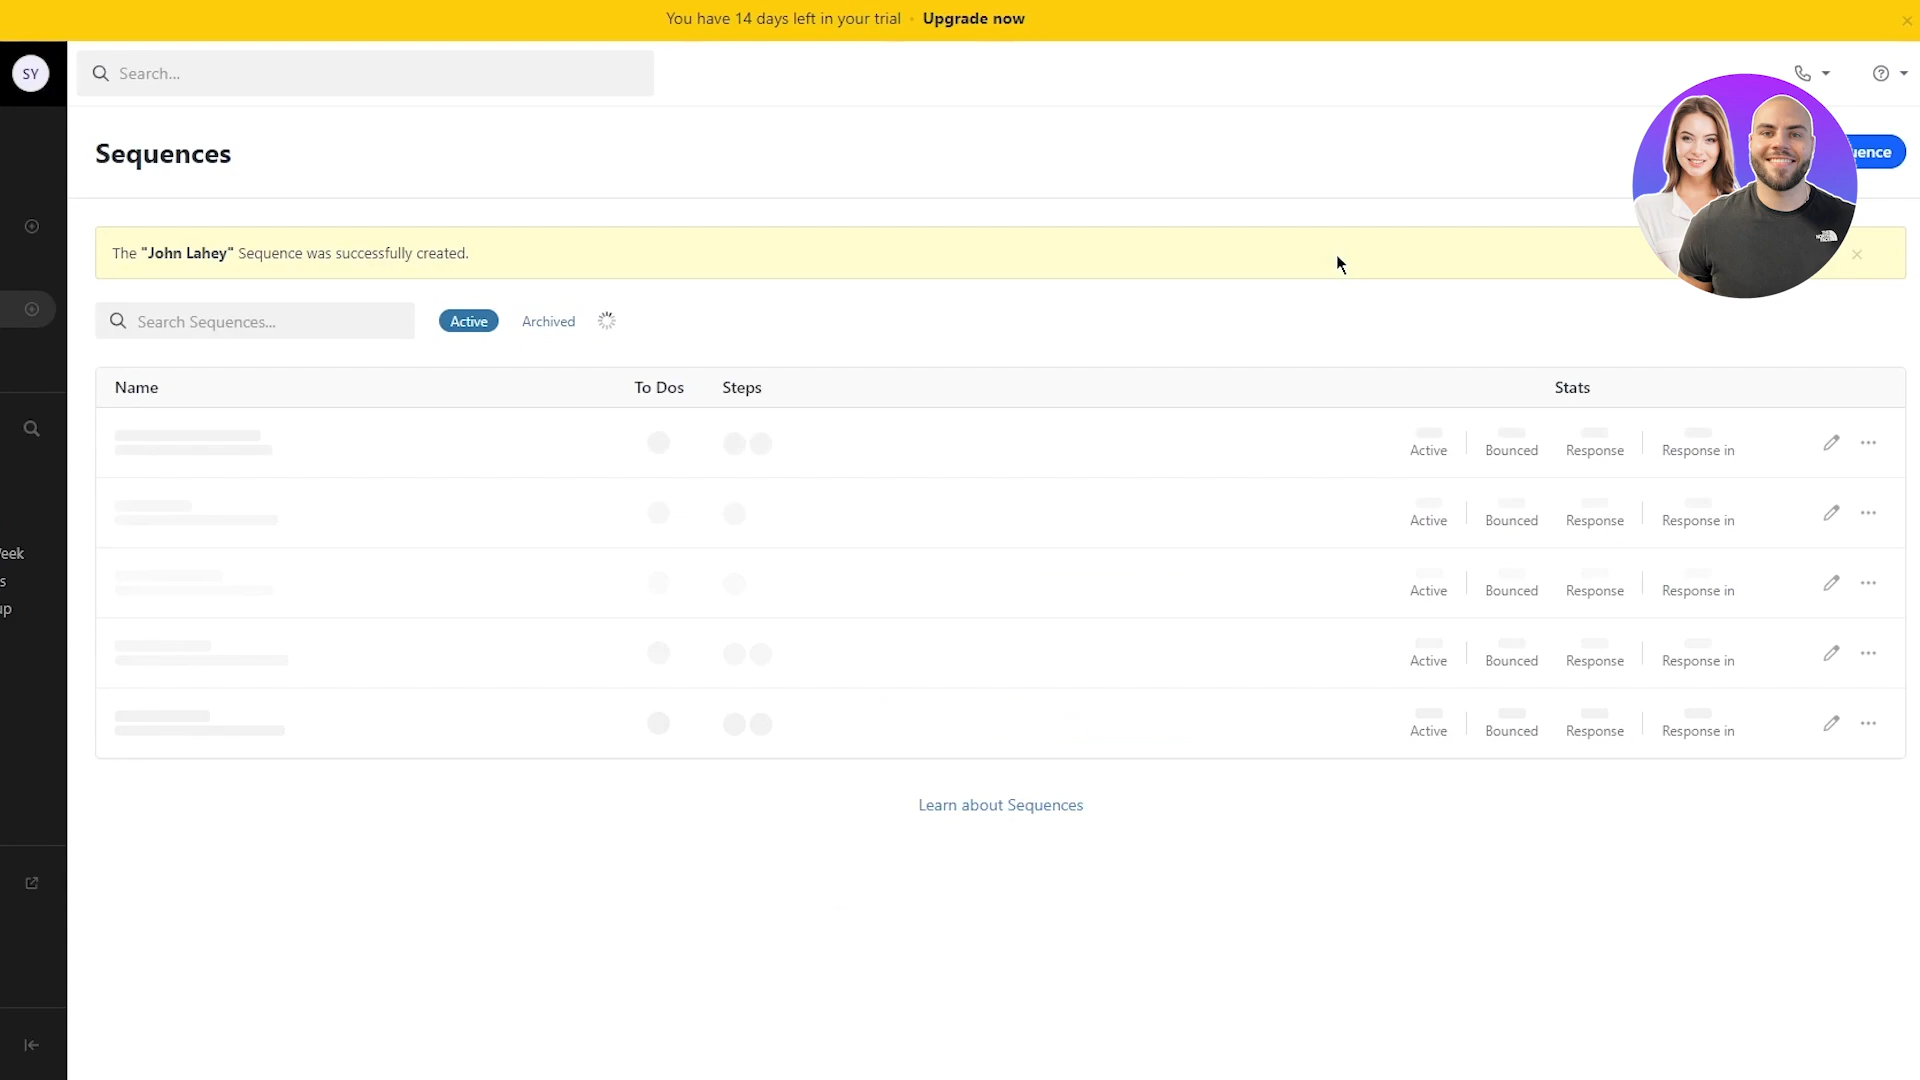 You have 14 days left in your trial · Upgrade now
SY
Search...
Sequences
uence
The "John Lahey" Sequence was successfully created.
Search Sequences...
Active
Archived
Name
To Dos
Steps
Stats
Active
Bounced
Response
Response in
Active
Bounced
Response
Response in
eek
Active
Bounced
Response
Response in
s
up
Active
Bounced
Response
Response in
Active
Bounced
Response
Response in
Learn about Sequences